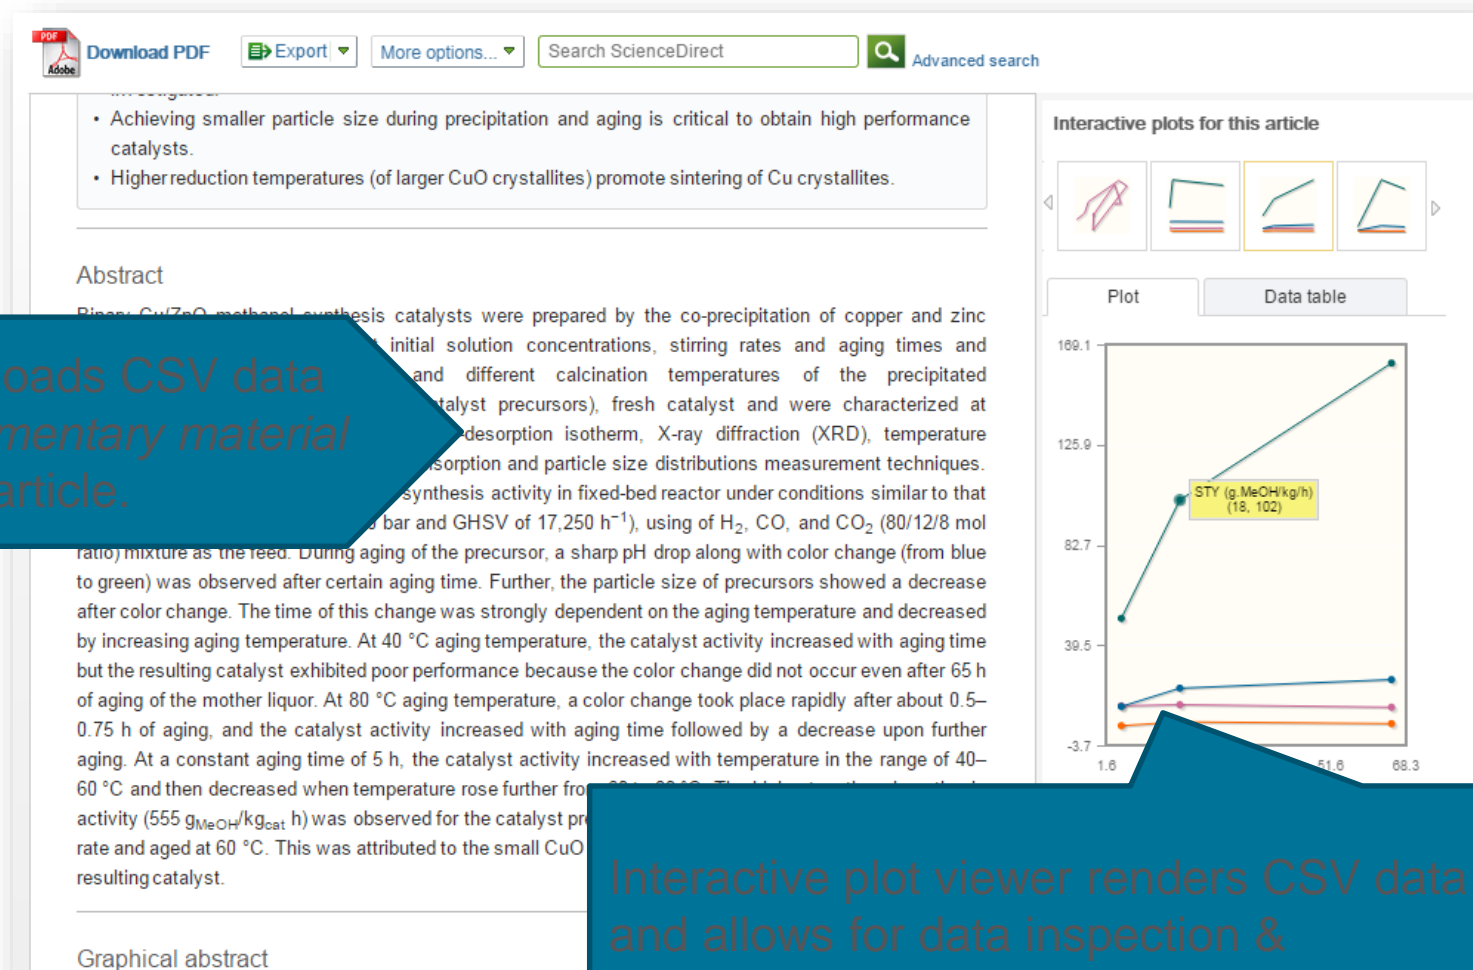 PDF
Adobe
Download PDF
Export
More options...
Search ScienceDirect
Advanced search
• Achieving smaller particle size during precipitation and aging is critical to obtain high performance
catalysts.
• Higher reduction temperatures (of larger CuO crystallites) promote sintering of Cu crystallites.
Abstract
Binary Cu/ZnO methanol synthesis catalysts were prepared by the co-precipitation of copper and zinc
initial solution concentrations, stirring rates and aging times and
and different calcination temperatures of the precipitated
catalyst precursors), fresh catalyst and were characterized at
-desorption isotherm, X-ray diffraction (XRD), temperature
sorption and particle size distributions measurement techniques.
synthesis activity in fixed-bed reactor under conditions similar to that
bar and GHSV of 17,250 h⁻¹), using of H₂, CO, and CO₂ (80/12/8 mol
ratio) mixture as the feed. During aging of the precursor, a sharp pH drop along with color change (from blue
to green) was observed after certain aging time. Further, the particle size of precursors showed a decrease
after color change. The time of this change was strongly dependent on the aging temperature and decreased
by increasing aging temperature. At 40 °C aging temperature, the catalyst activity increased with aging time
but the resulting catalyst exhibited poor performance because the color change did not occur even after 65 h
of aging of the mother liquor. At 80 °C aging temperature, a color change took place rapidly after about 0.5–
0.75 h of aging, and the catalyst activity increased with aging time followed by a decrease upon further
aging. At a constant aging time of 5 h, the catalyst activity increased with temperature in the range of 40–
60 °C and then decreased when temperature rose further
activity (555 gMeOH/kgcat h) was observed for the catalyst
rate and aged at 60 °C. This was attributed to the small CuO
resulting catalyst.
Graphical abstract
oads CSV data
mentary material
article.
Interactive plots for this article
Plot
Data table
169.1
125.9
82.7
39.5
-3.7
1.6
51.6
68.3
STY (g.MeOH/kg/h)
(18, 102)
Interactive plot viewer renders CSV data
and allows for data inspection &